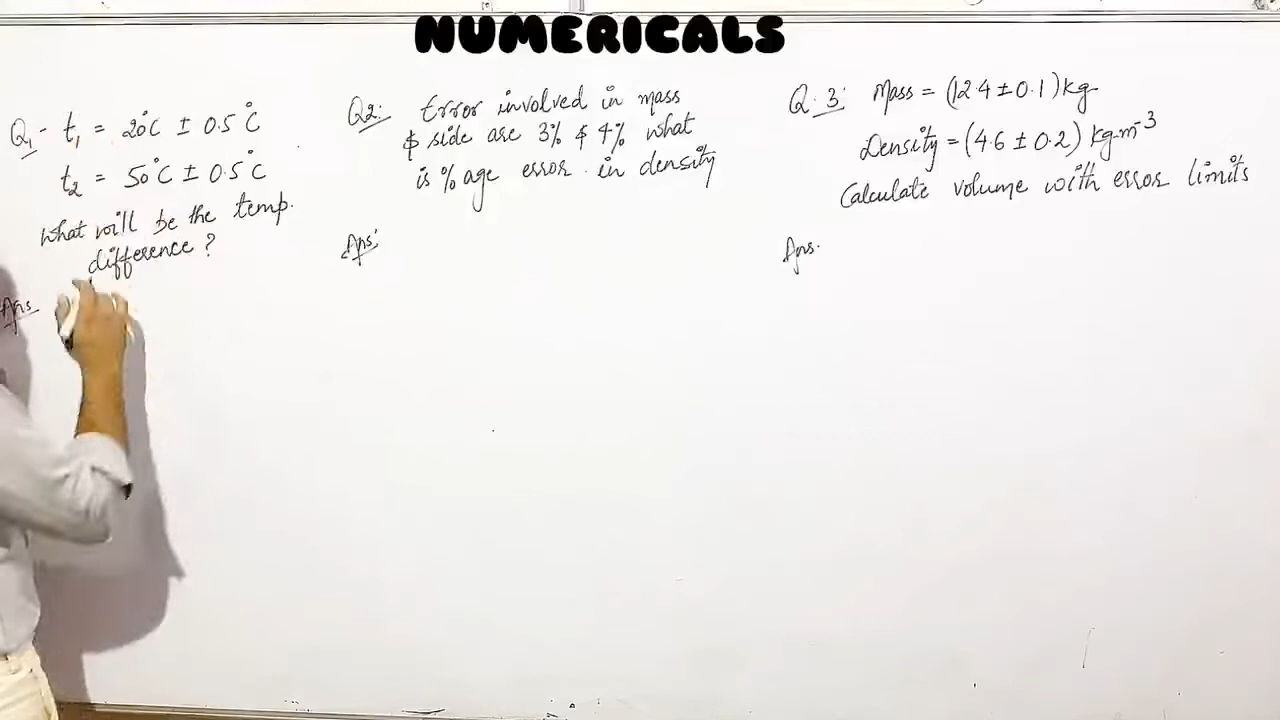 NUMERICALS
Q1 - t1 = 20°C ± 0.5°C
t2 = 50°C ± 0.5°C
What will be the temp.
difference?
Ans
Q2: Error involved in mass
& side are 3% & 4% what
is %age error in density
Ans:
Q.3: Mass = (12.4 ± 0.1) kg
Density = (4.6 ± 0.2) kg·m⁻³
Calculate volume with error limits
Ans.